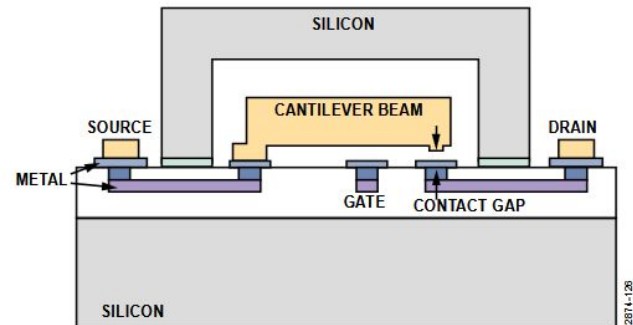 SILICON
CANTILEVER BEAM
SOURCE
DRAIN
METAL
GATE
CONTACT GAP
SILICON
2874-126